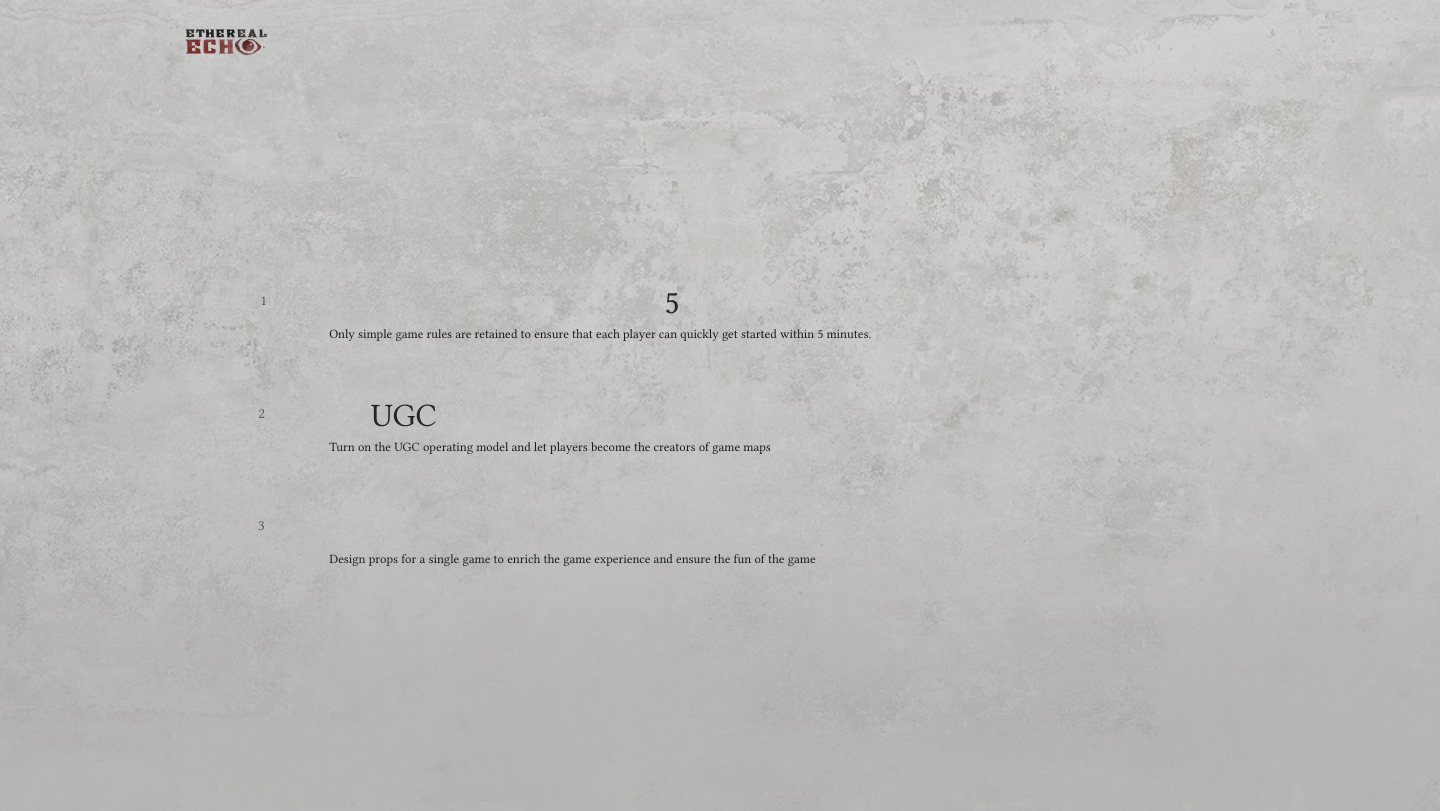 ETHEREAL
ECHO
1
5
Only simple game rules are retained to ensure that each player can quickly get started within 5 minutes.
2
UGC
Turn on the UGC operating model and let players become the creators of game maps
3
Design props for a single game to enrich the game experience and ensure the fun of the game